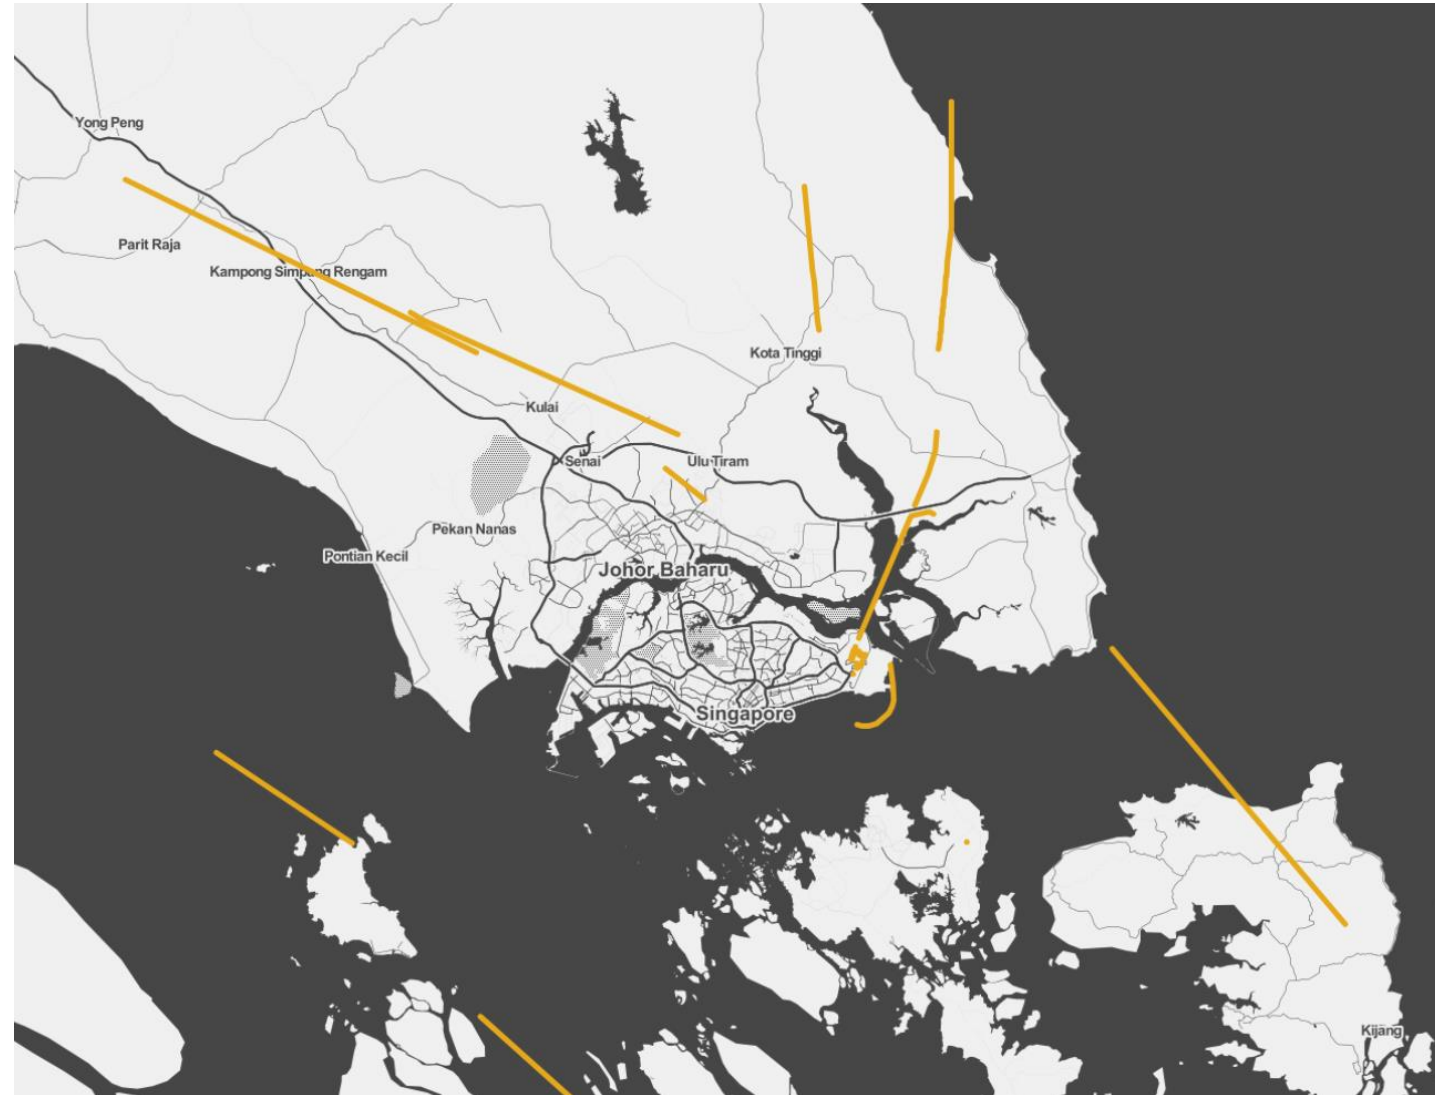 Yong Peng
Parit Raja
Kampong Simpang Rengam
Kota Tinggi
Kulai
Senai
Ulu Tiram
Pekan Nanas
Pontian Kecil
Johor Baharu
Singapore
Kijang